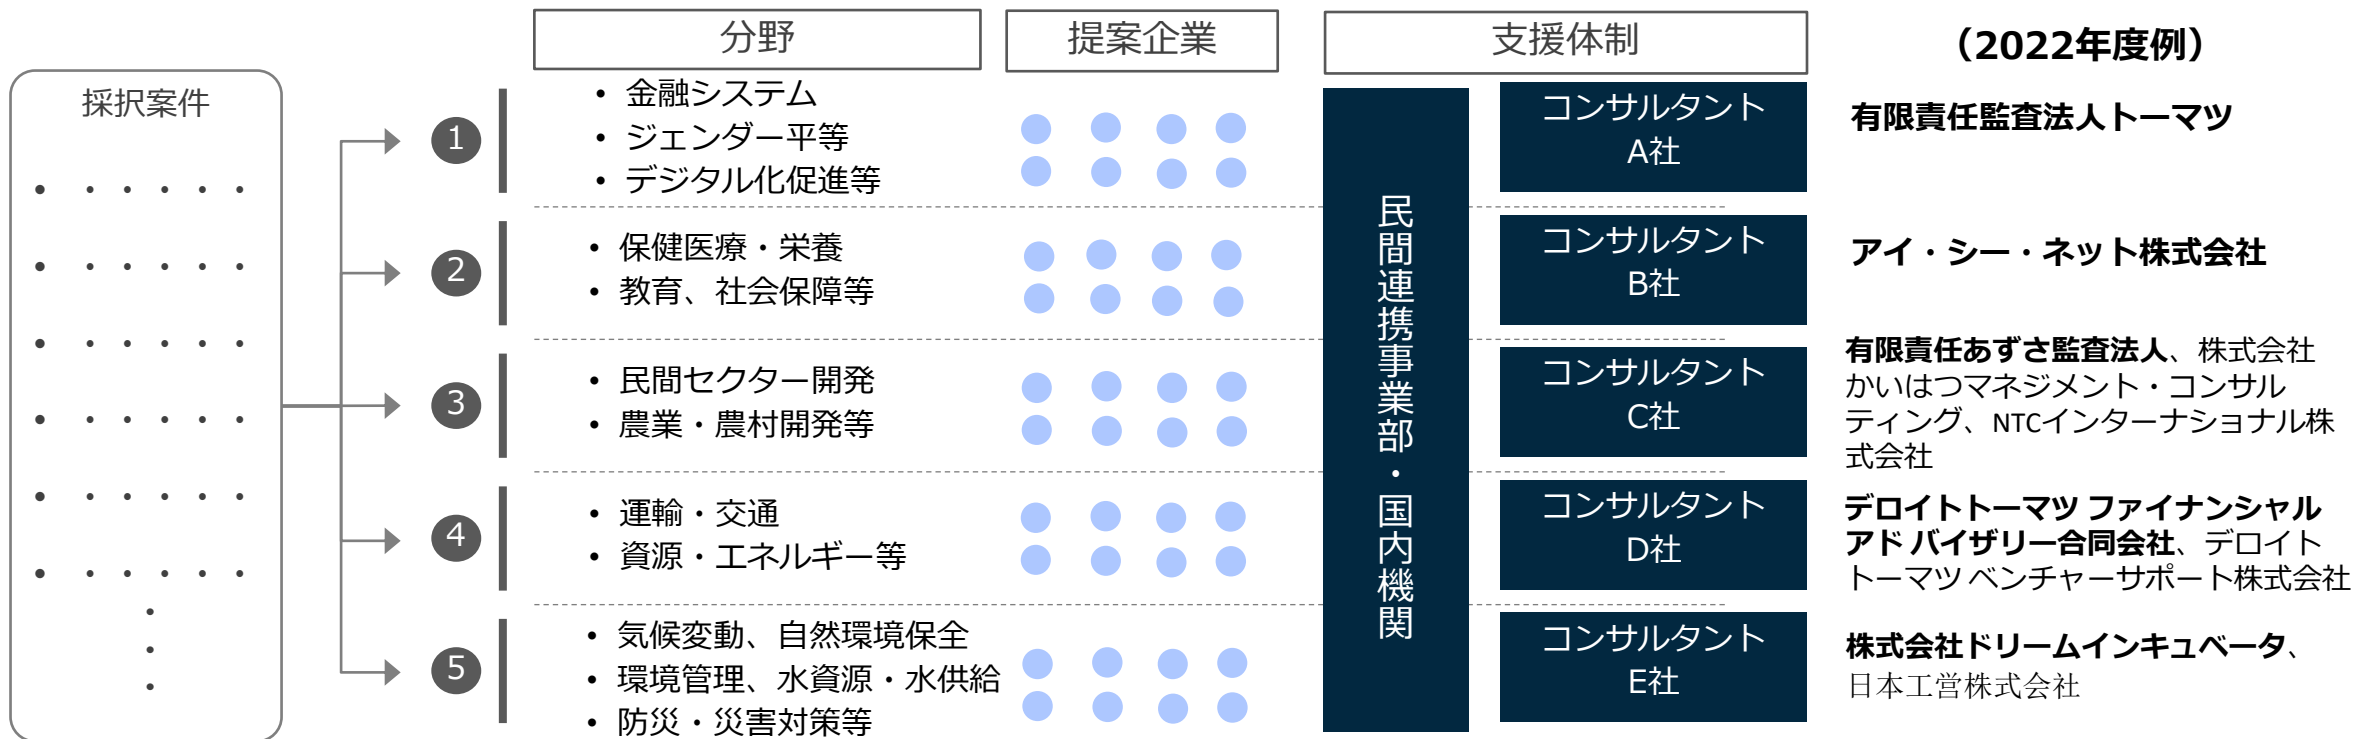 分野
提案企業
支援体制
（2022年度例）
採択案件
・ ・ ・ ・ ・ ・
・ ・ ・ ・ ・ ・
・ ・ ・ ・ ・ ・
・ ・ ・ ・ ・ ・
・ ・ ・ ・ ・ ・
・ ・ ・ ・ ・ ・
・
・
・
1
• 金融システム
• ジェンダー平等
• デジタル化促進等
民間連携事業部・国内機関
コンサルタント
A社
有限責任監査法人トーマツ
2
• 保健医療・栄養
• 教育、社会保障等
コンサルタント
B社
アイ・シー・ネット株式会社
3
• 民間セクター開発
• 農業・農村開発等
コンサルタント
C社
有限責任あずさ監査法人、株式会社
かいはつマネジメント・コンサル
ティング、NTCインターナショナル株
式会社
4
• 運輸・交通
• 資源・エネルギー等
コンサルタント
D社
デロイトトーマツ ファイナンシャル
アド バイザリー合同会社、デロイト
トーマツ ベンチャーサポート株式会社
5
• 気候変動、自然環境保全
• 環境管理、水資源・水供給
• 防災・災害対策等
コンサルタント
E社
株式会社ドリームインキュベータ、
日本工営株式会社